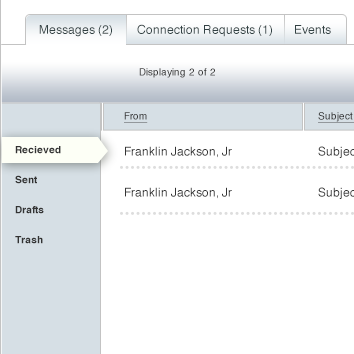 Messages (2) Connection Requests (1) Events
Displaying 2 of 2
From Subject
Recieved Franklin Jackson, Jr Subjec
Sent
Franklin Jackson, Jr Subjec
Drafts
Trash